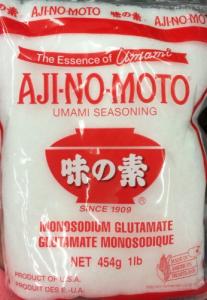 The Essence of Umami
AJI-NO-MOTO
UMAMI SEASONING
味の素
®
SINCE 1909
MONOSODIUM GLUTAMATE
GLUTAMATE MONOSODIQUE
NET 454g 1lb
PRODUCT OF U.S.A.
PRODUIT DES É.-U.A.